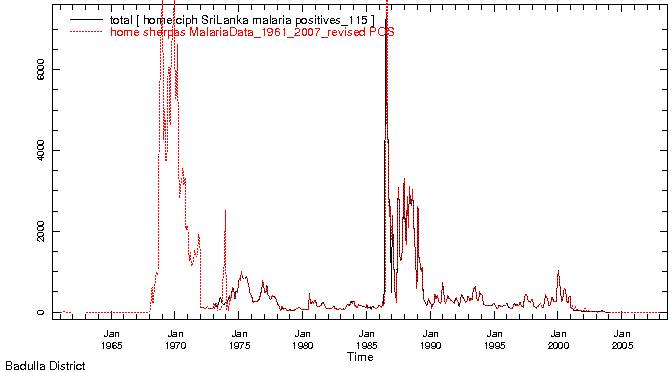 total [ home ciph SriLanka malaria positives_115 ]
home sherpas MalariaData_1961_2007_revised POS
6000
4000
2000
0
Jan Jan Jan Jan Jan Jan Jan Jan Jan
1965 1970 1975 1980 1985 1990 1995 2000 2005
Time
Badulla District